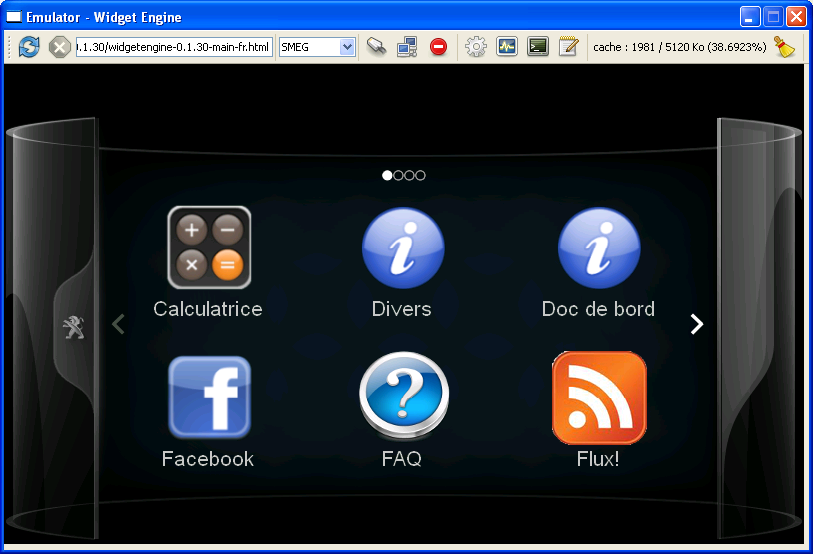 Emulator - Widget Engine
0.1.30/widgetengine-0.1.30-main-fr.html SMEG cache : 1981 / 5120 Ko (38.6923%)
Calculatrice Divers Doc de bord
Facebook FAQ Flux!